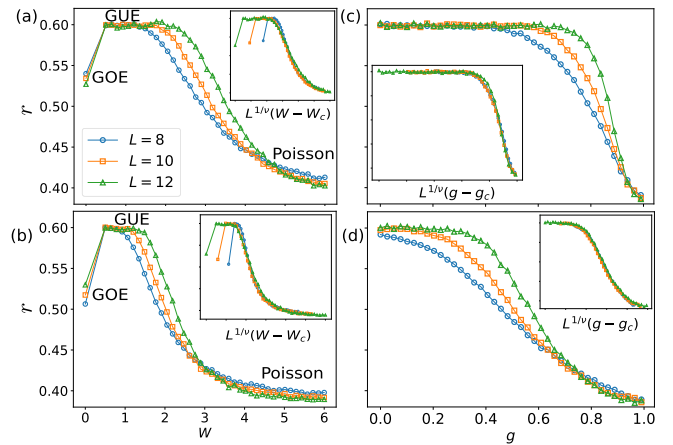 (a)
GUE
GOE
r
0.60
0.55
0.50
0.45
0.40
L = 8
L = 10
L = 12
Poisson
L^{1/ν}(W − W_c)
(c)
L^{1/ν}(g − g_c)
(b)
GUE
GOE
r
0.60
0.55
0.50
0.45
0.40
Poisson
L^{1/ν}(W − W_c)
0 1 2 3 4 5 6
W
(d)
L^{1/ν}(g − g_c)
0.0 0.2 0.4 0.6 0.8 1.0
g